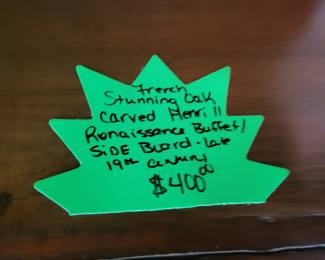 French
Stunning Oak
Carved Henri II
Renaissance Buffet/
SiDE Board - Late
19th Century
$400.00